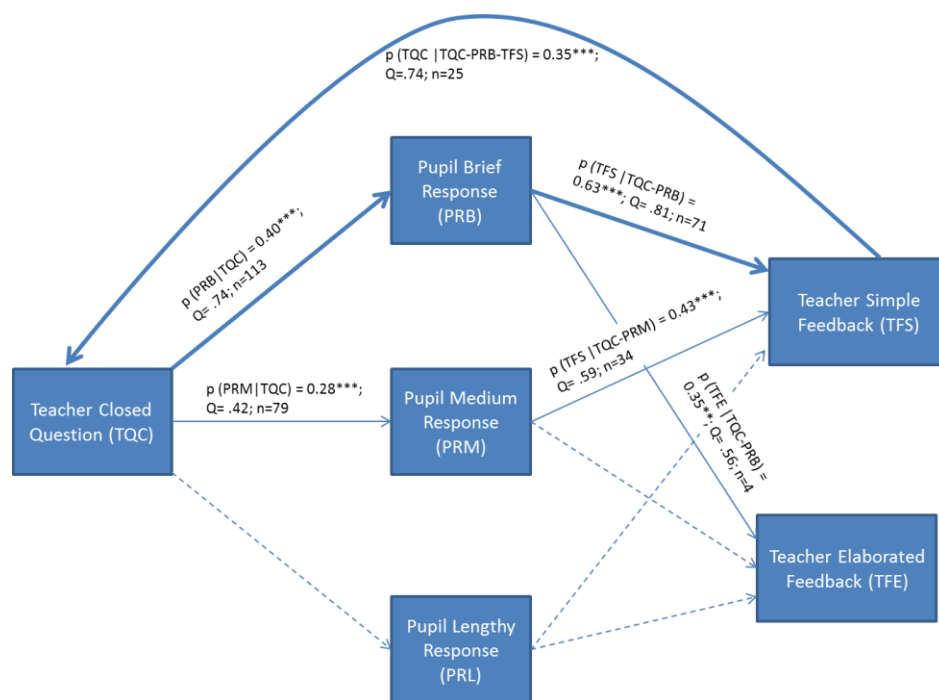 p (TQC |TQC-PRB-TFS) = 0.35***;
Q=.74; n=25
Pupil Brief
Response
(PRB)
p (TFS |TQC-PRB) =
0.63***; Q= .81; n=71
p (PRB|TQC) = 0.40***;
Q= .74; n=113
Teacher Simple
Feedback (TFS)
p (TFS |TQC-PRM) = 0.43***;
Q= .59; n=34
Teacher Closed
Question (TQC)
p (PRM|TQC) = 0.28***;
Q= .42; n=79
Pupil Medium
Response
(PRM)
p (TFE |TQC-PRB) =
0.35**; Q= .56; n=4
Teacher Elaborated
Feedback (TFE)
Pupil Lengthy
Response
(PRL)